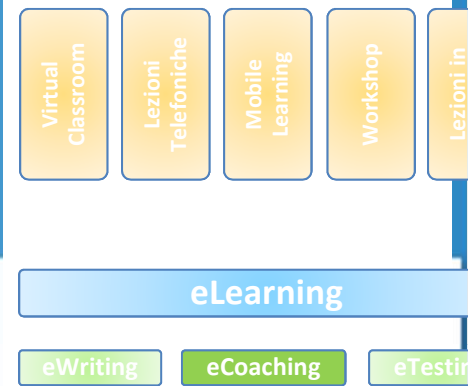 Virtual
Classroom
Lezioni
Telefoniche
Mobile
Learning
Workshop
Lezioni in
eLearning
eWriting
eCoaching
eTestin